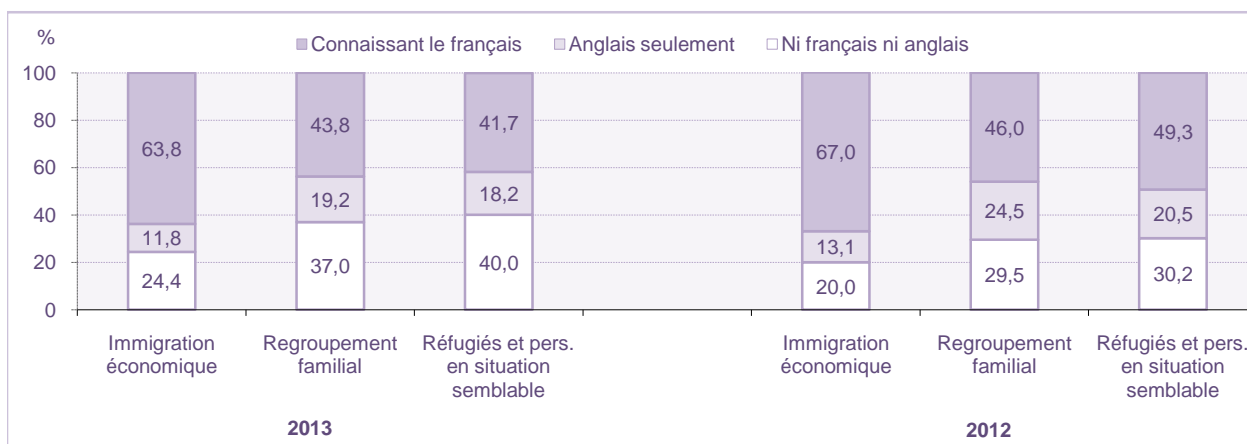 %
Connaissant le français Anglais seulement Ni français ni anglais
100
80
60
40
20
0
63,8 43,8 41,7 67,0 46,0 49,3
11,8 19,2 18,2 13,1 24,5 20,5
24,4 37,0 40,0 20,0 29,5 30,2
Immigration économique
Regroupement familial
Réfugiés et pers. en situation semblable
Immigration économique
Regroupement familial
Réfugiés et pers. en situation semblable
2013 2012